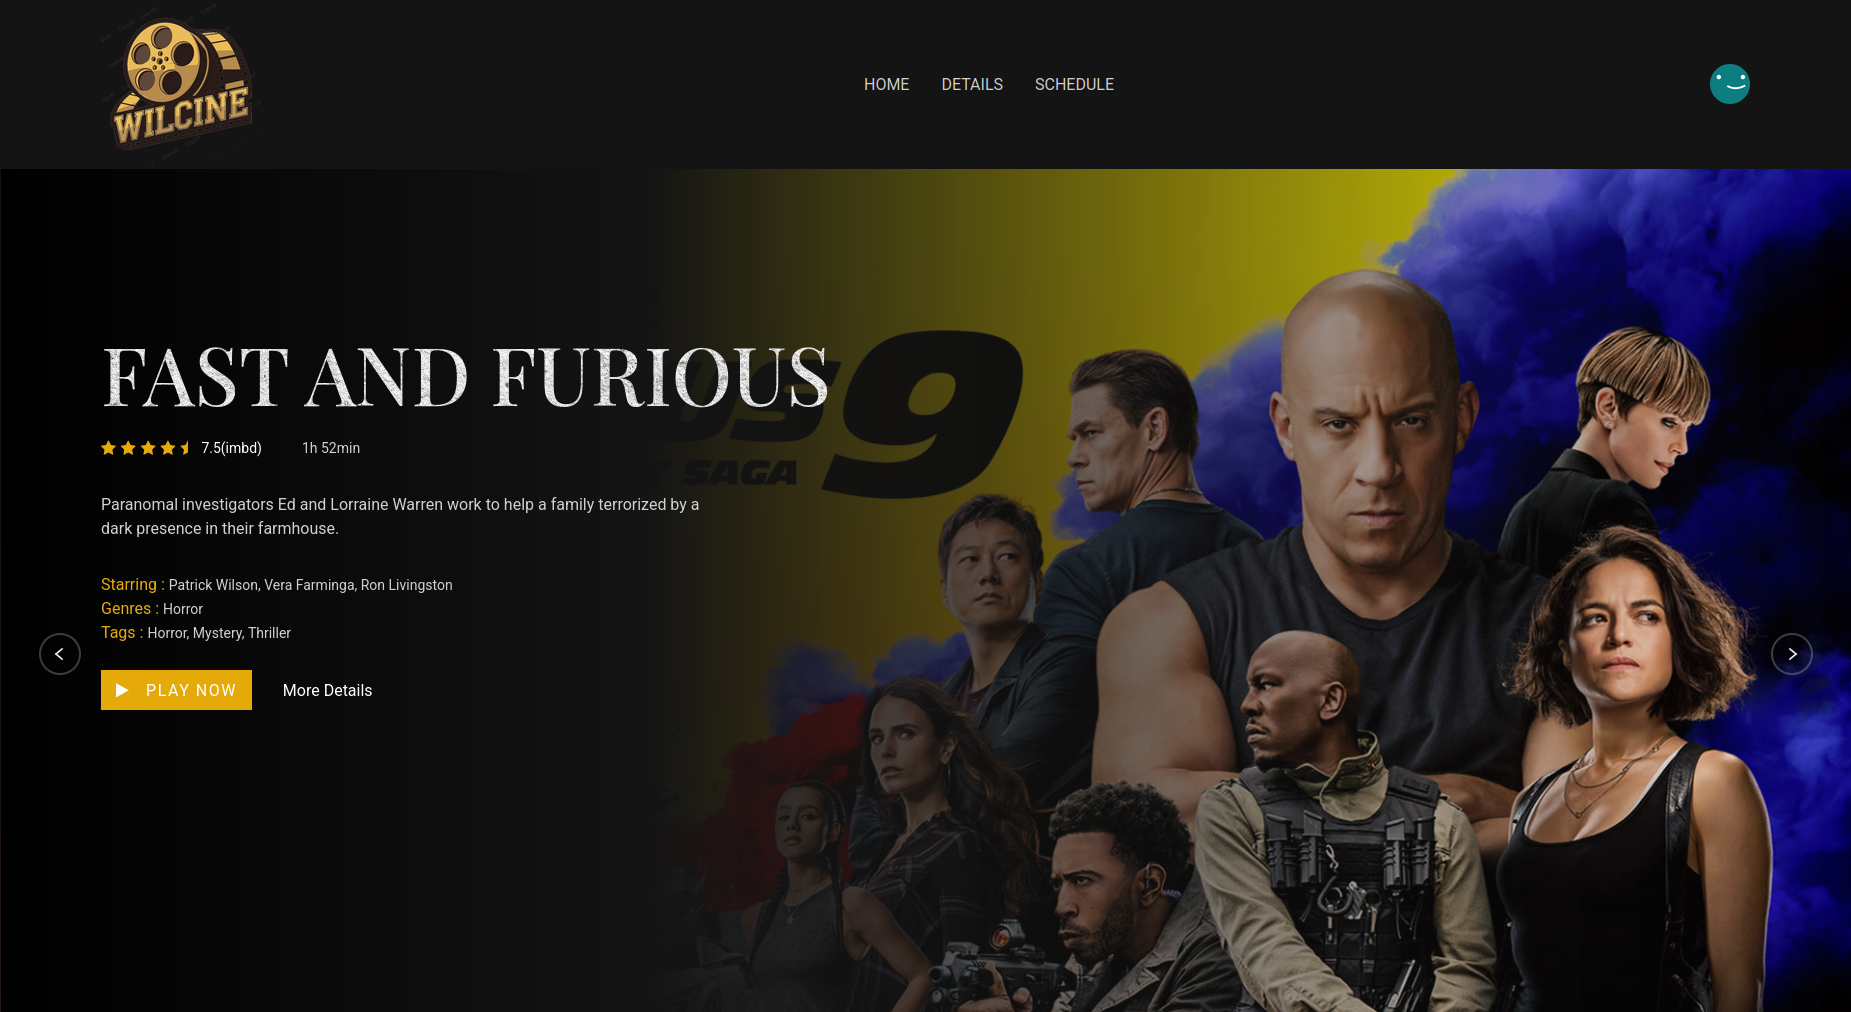 WILCINE
HOME DETAILS SCHEDULE
FAST AND FURIOUS
US9
SAGA
7.5(imbd) 1h 52min
Paranomal investigators Ed and Lorraine Warren work to help a family terrorized by a
dark presence in their farmhouse.
Starring : Patrick Wilson, Vera Farminga, Ron Livingston
Genres : Horror
Tags : Horror, Mystery, Thriller
PLAY NOW More Details